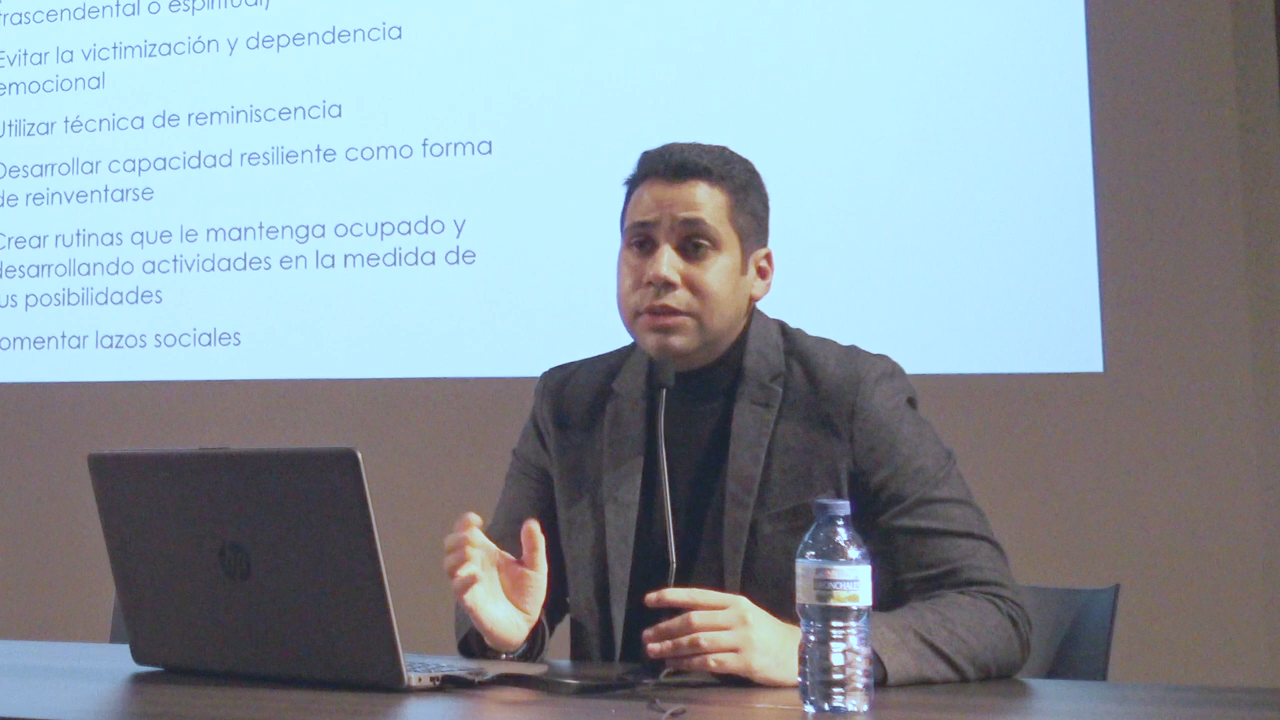 trascendental o espiritual)
Evitar la victimización y dependencia
emocional
Utilizar técnica de reminiscencia
Desarrollar capacidad resiliente como forma
de reinventarse
Crear rutinas que le mantenga ocupado y
desarrollando actividades en la medida de
us posibilidades
omentar lazos sociales
hp